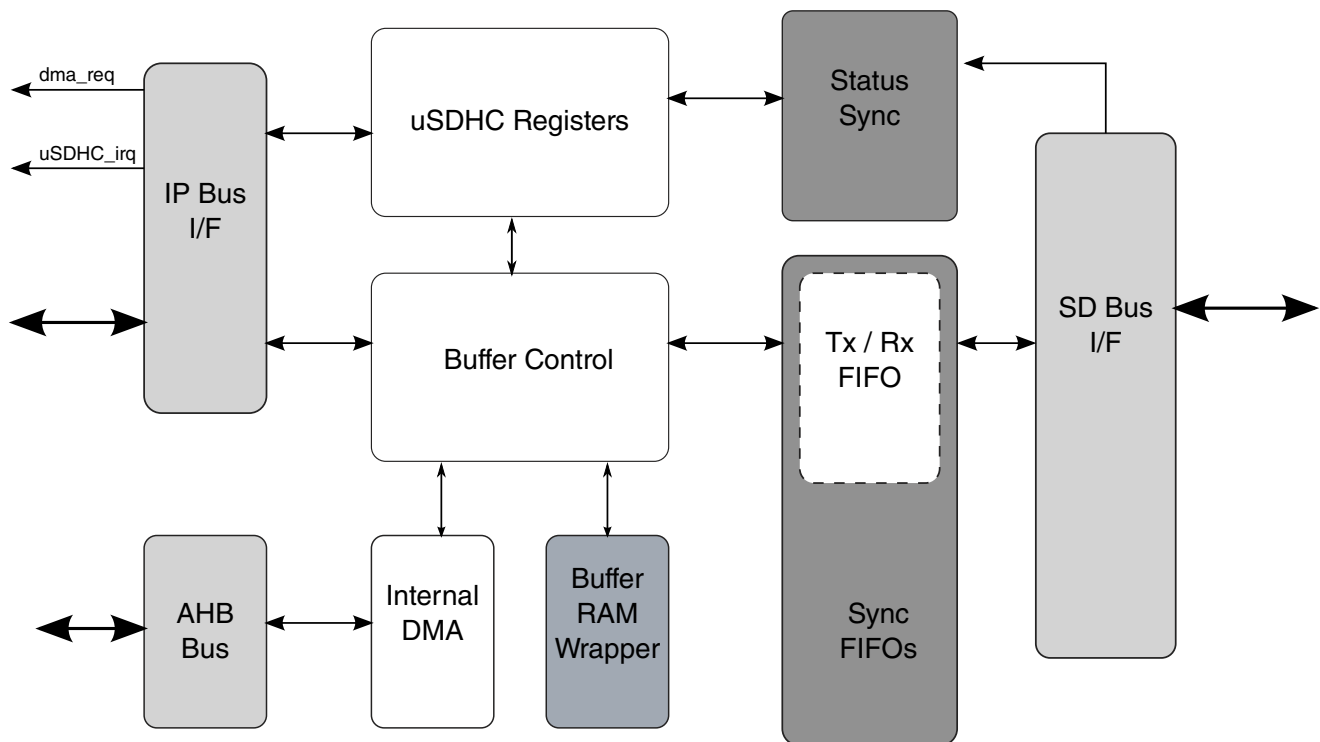 dma_req
uSDHC_irq
IP Bus
I/F
uSDHC Registers
Status
Sync
Buffer Control
Tx / Rx
FIFO
SD Bus
I/F
AHB
Bus
Internal
DMA
Buffer
RAM
Wrapper
Sync
FIFOs